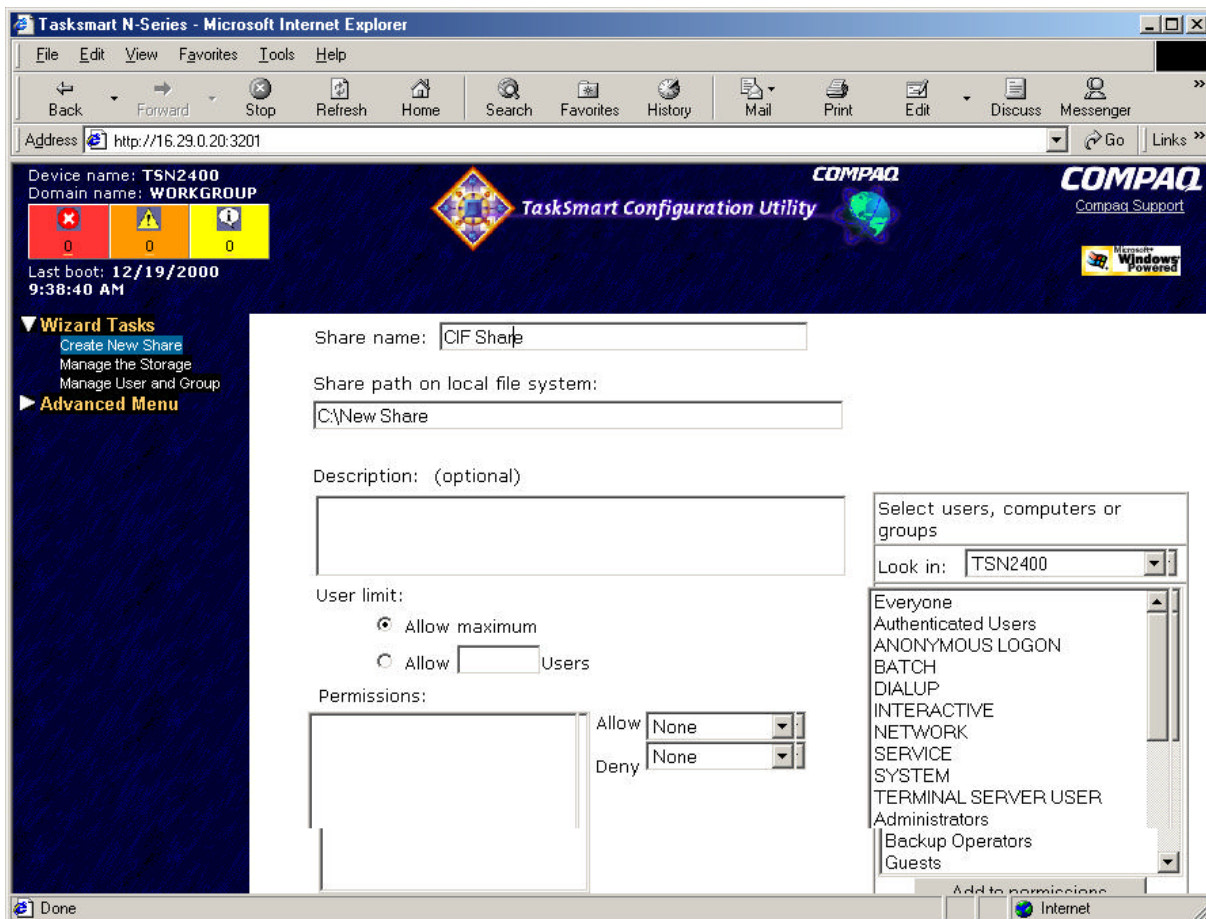 Tasksmart N-Series - Microsoft Internet Explorer
File Edit View Favorites Tools Help
Back Forward Stop Refresh Home Search Favorites History Mail Print Edit Discuss Messenger »
Address http://16.29.0.20:3201 Go Links »
Device name: TSN2400
Domain name: WORKGROUP
0 0 0
Last boot: 12/19/2000
9:38:40 AM
TaskSmart Configuration Utility
COMPAQ
COMPAQ
Compaq Support
Microsoft
Windows
Powered
Wizard Tasks
Create New Share
Manage the Storage
Manage User and Group
Advanced Menu
Share name: CIF Share
Share path on local file system:
C:\New Share
Description: (optional)
User limit:
Allow maximum
Allow Users
Permissions:
Allow None
Deny None
Select users, computers or
groups
Look in: TSN2400
Everyone
Authenticated Users
ANONYMOUS LOGON
BATCH
DIALUP
INTERACTIVE
NETWORK
SERVICE
SYSTEM
TERMINAL SERVER USER
Administrators
Backup Operators
Guests
Add to permissions
Done Internet